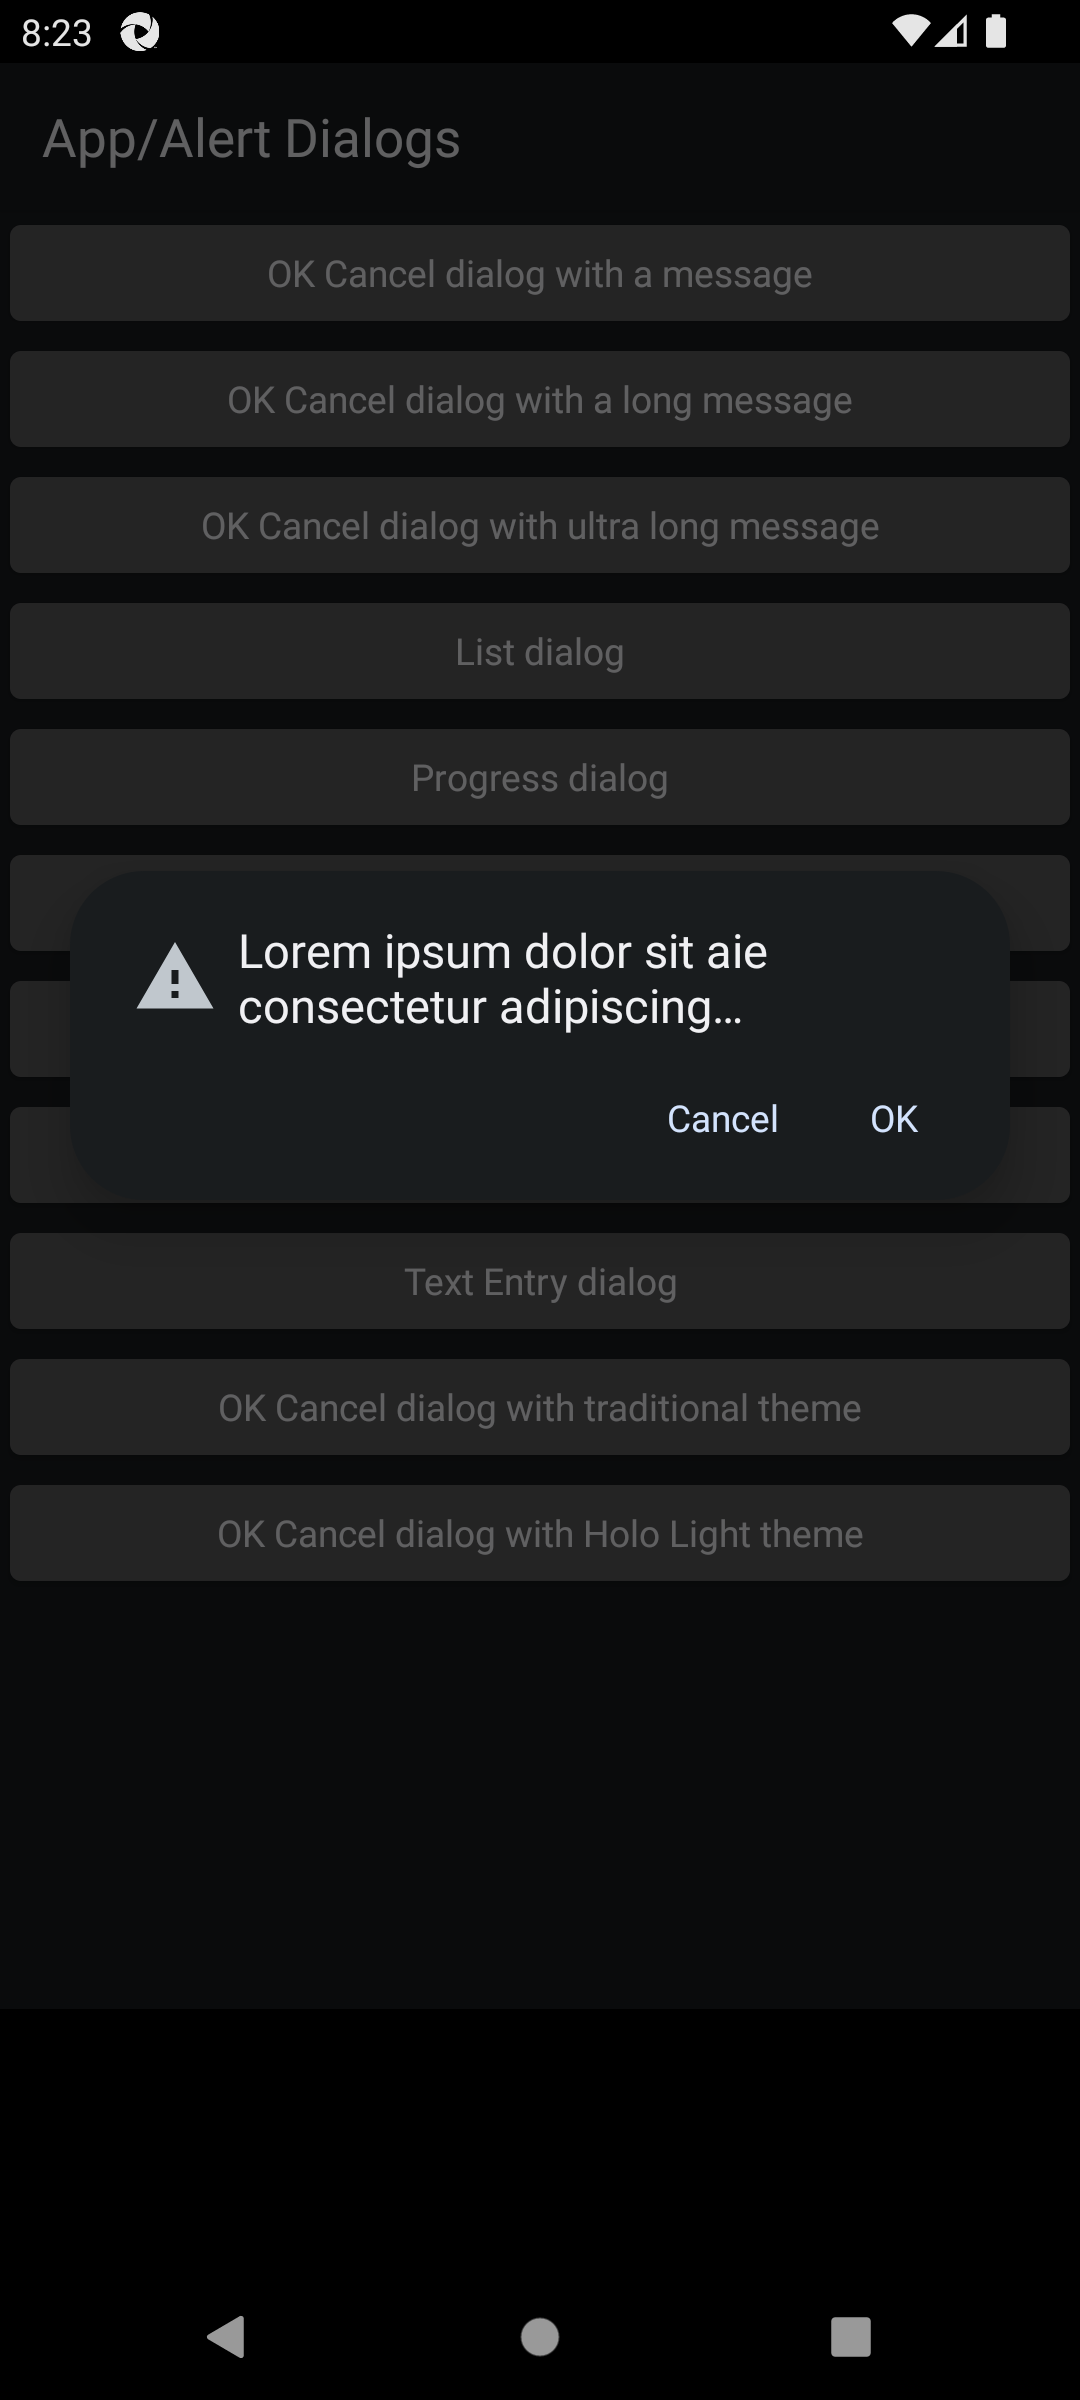 8:23
App/Alert Dialogs
OK Cancel dialog with a message
OK Cancel dialog with a long message
OK Cancel dialog with ultra long message
List dialog
Progress dialog
Lorem ipsum dolor sit aie
consectetur adipiscing…
Cancel OK
Text Entry dialog
OK Cancel dialog with traditional theme
OK Cancel dialog with Holo Light theme